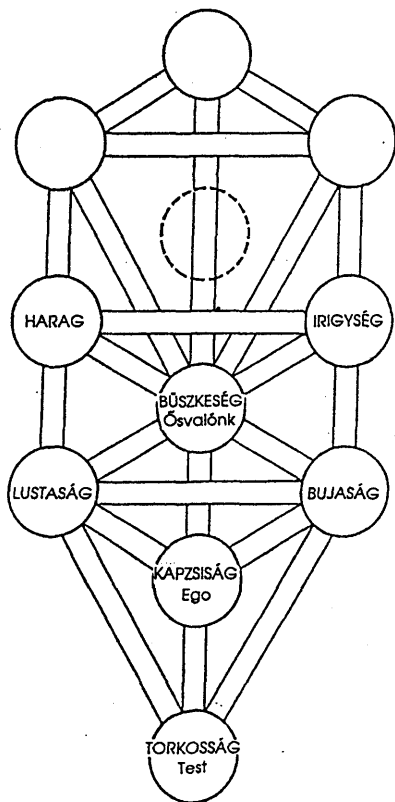 HARAG
IRIGYSÉG
BÜSZKESÉG
Ősvalónk
LUSTASÁG
BUJASÁG
KAPZSISÁG
Ego
TORKOSSÁG
Test